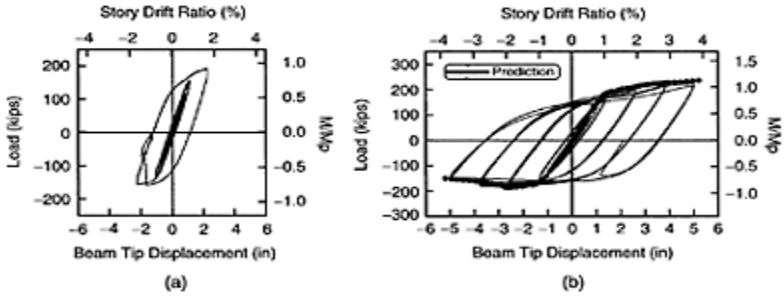 Story Drift Ratio (%)
−4 −2 0 2 4
200
100
0
−100
−200
Load (kips)
1.0
0.5
0.0
−0.5
−1.0
M/Mp
−6 −4 −2 0 2 4 6
Beam Tip Displacement (in)
(a)
Story Drift Ratio (%)
−4 −3 −2 −1 0 1 2 3 4
Prediction
300
200
100
0
−100
−200
−300
Load (kips)
1.5
1.0
0.5
0.0
−0.5
−1.0
M/Mp
−6 −5 −4 −3 −2 −1 0 1 2 3 4 5 6
Beam Tip Displacement (in)
(b)